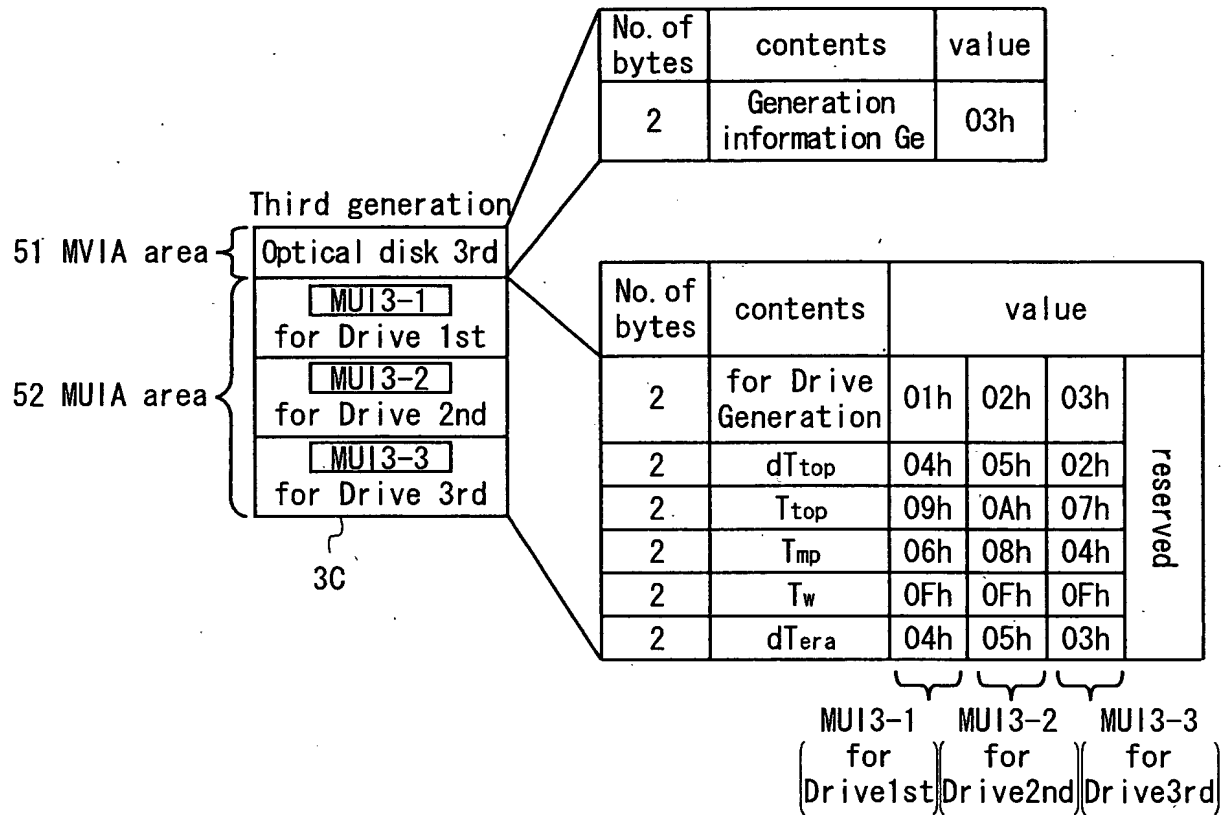 No. of bytes contents value
2 Generation information Ge 03h
Third generation
51 MVIA area Optical disk 3rd
52 MUIA area
MUI3-1
for Drive 1st
MUI3-2
for Drive 2nd
MUI3-3
for Drive 3rd
3C
No. of bytes contents value
2 for Drive Generation 01h 02h 03h
2 dTtop 04h 05h 02h
2 Ttop 09h 0Ah 07h
2 Tmp 06h 08h 04h
2 Tw 0Fh 0Fh 0Fh
2 dTera 04h 05h 03h
reserved
MUI3-1 MUI3-2 MUI3-3
for for for
Drive1st Drive2nd Drive3rd